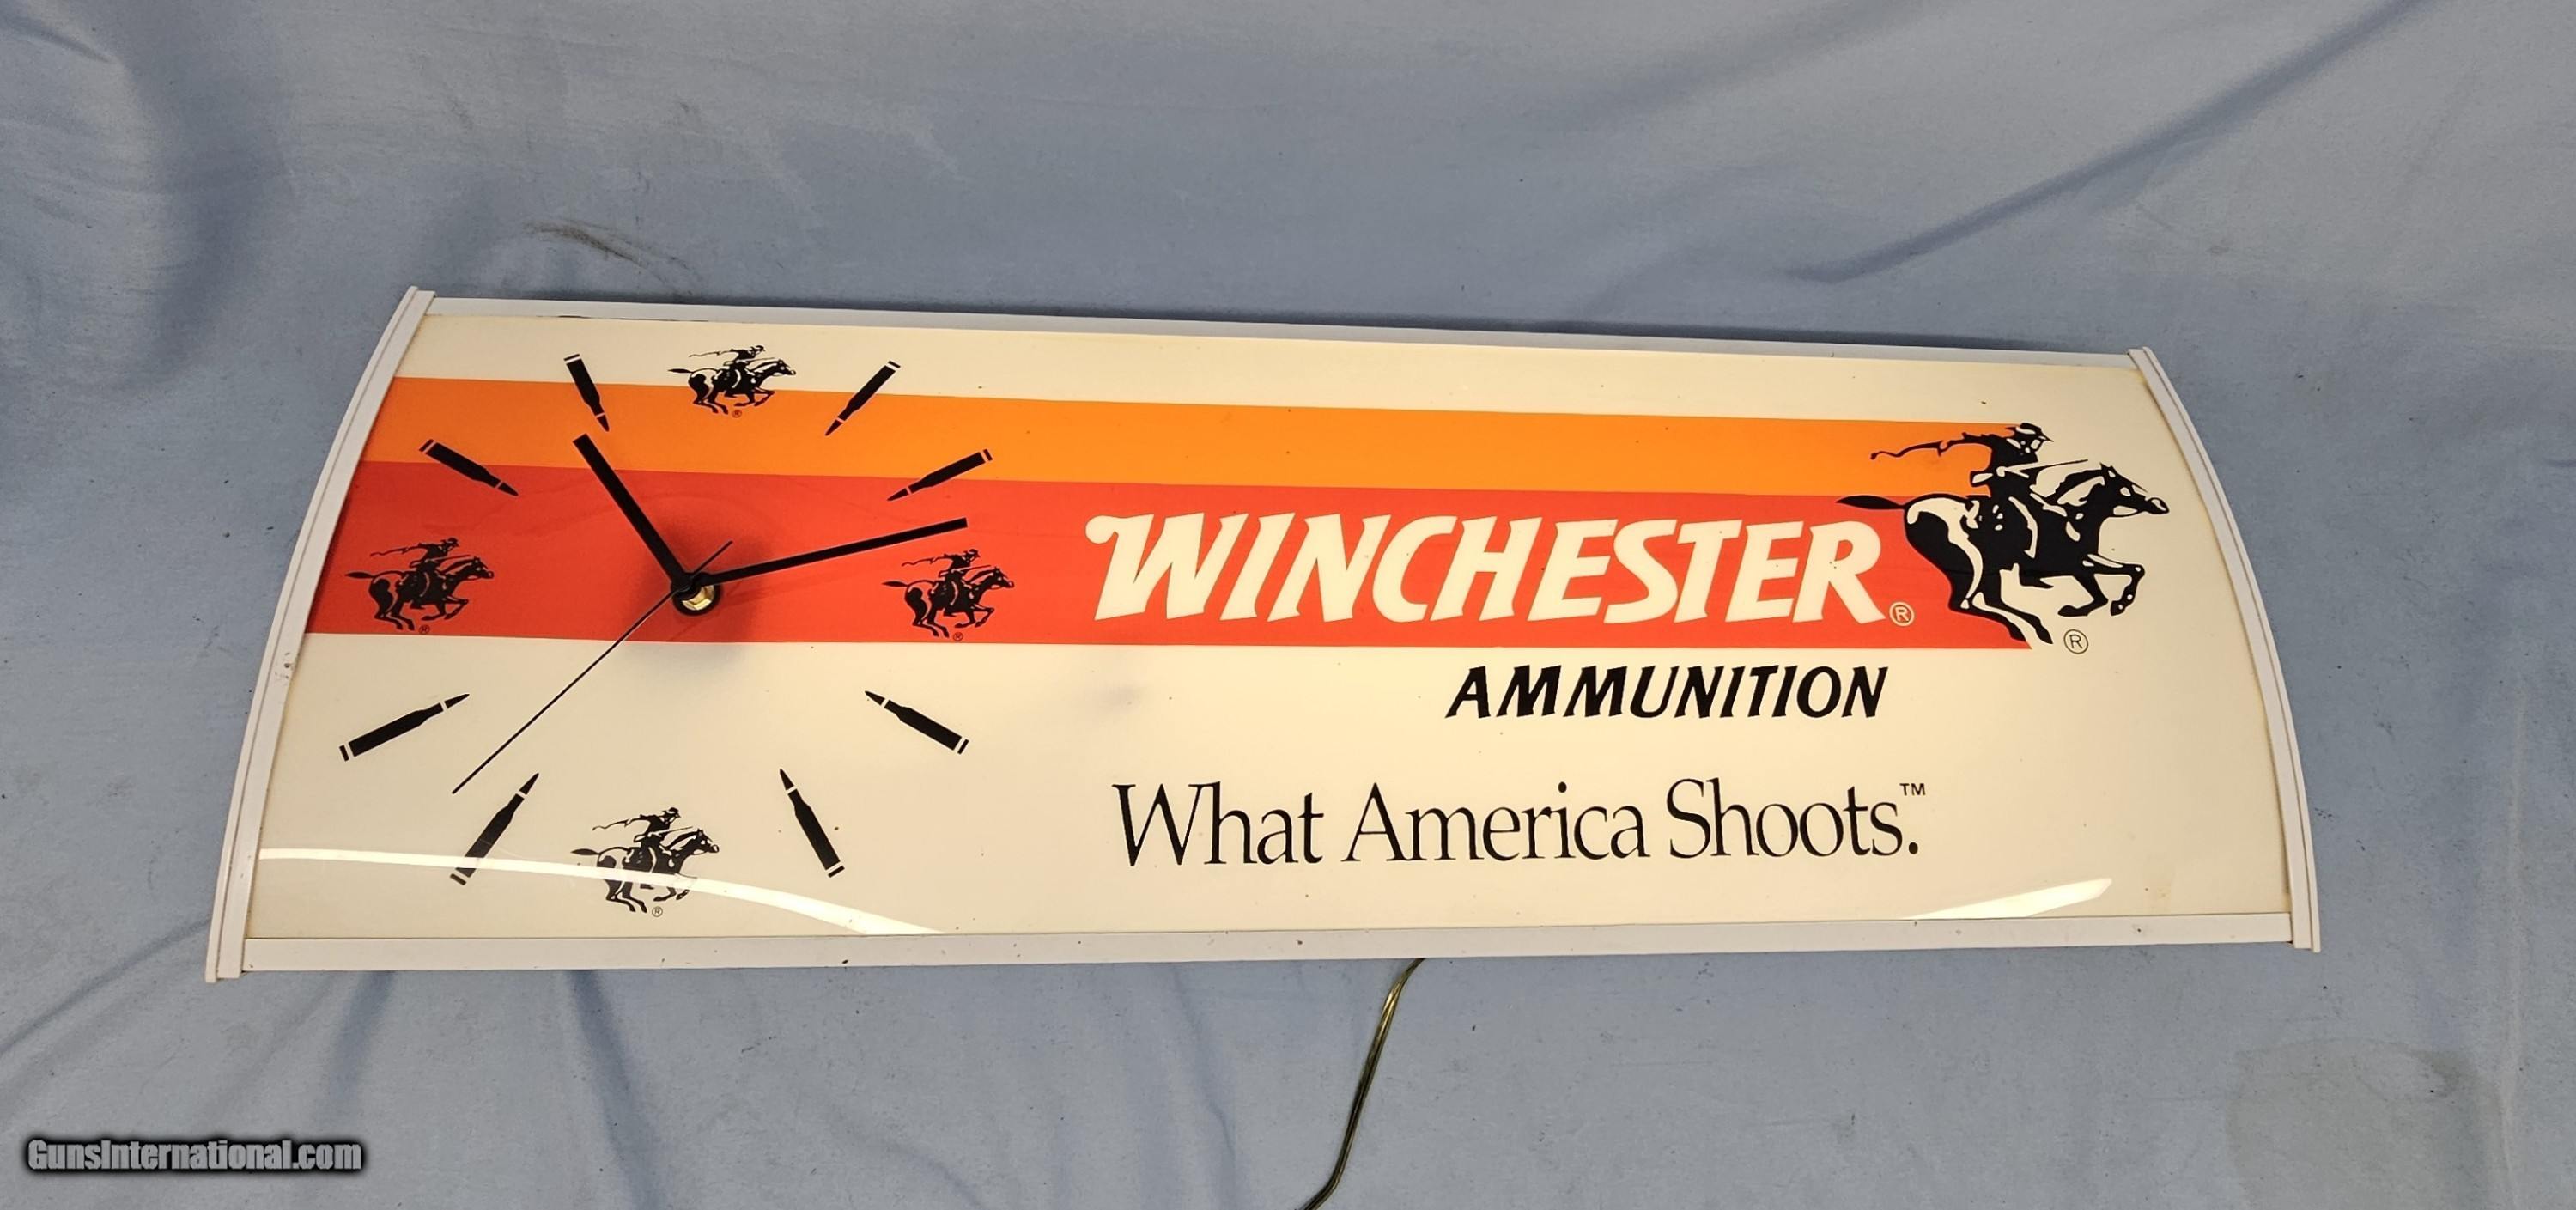 WINCHESTER®
®
AMMUNITION
What America Shoots.™
®
®
®
®
GunsInternational.com